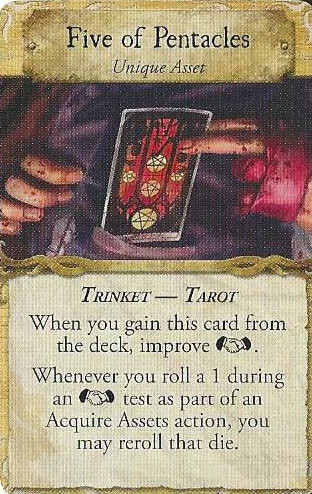 Five of Pentacles
Unique Asset
TRINKET — TAROT
When you gain this card from
the deck, improve .
Whenever you roll a 1 during
an test as part of an
Acquire Assets action, you
may reroll that die.